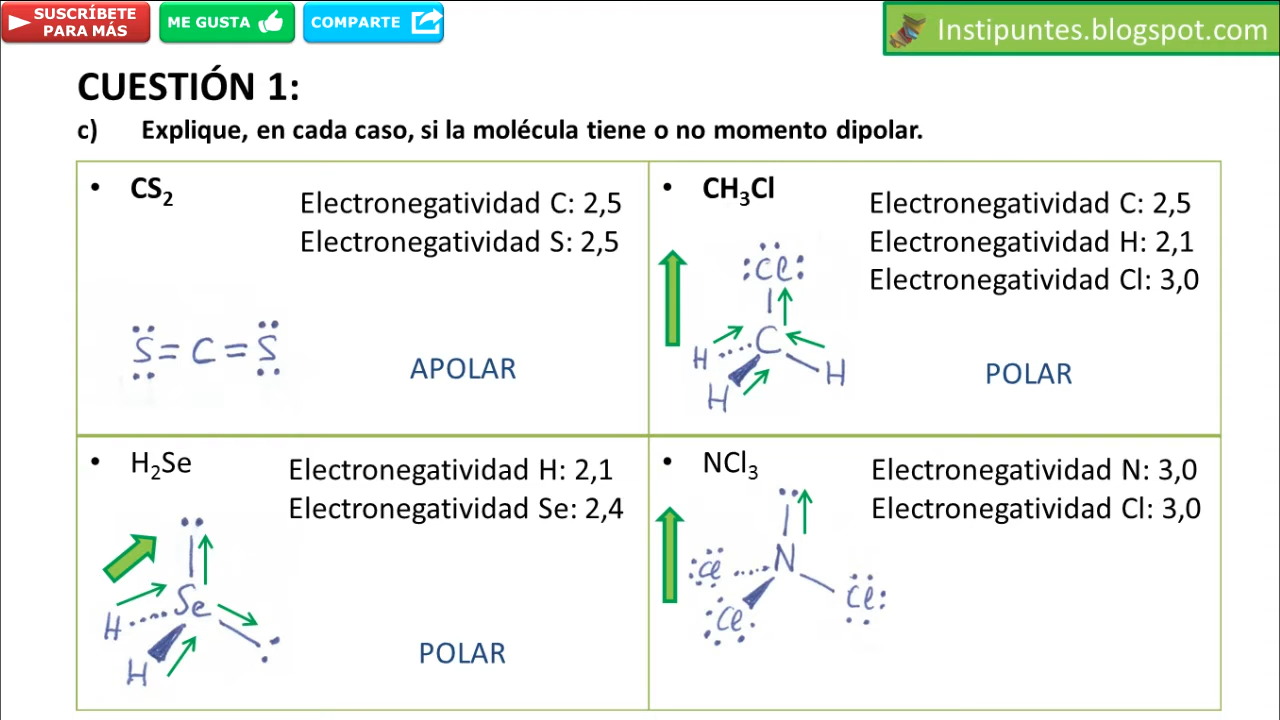 SUSCRÍBETE
PARA MÁS
ME GUSTA
COMPARTE
Instipuntes.blogspot.com
CUESTIÓN 1:
c) Explique, en cada caso, si la molécula tiene o no momento dipolar.
• CS₂
Electronegatividad C: 2,5
Electronegatividad S: 2,5
S = C = S
APOLAR
• CH₃Cl
Electronegatividad C: 2,5
Electronegatividad H: 2,1
Electronegatividad Cl: 3,0
Cl
C
H
H
H
POLAR
• H₂Se
Electronegatividad H: 2,1
Electronegatividad Se: 2,4
Se
H
H
POLAR
• NCl₃
Electronegatividad N: 3,0
Electronegatividad Cl: 3,0
N
Cl
Cl
Cl